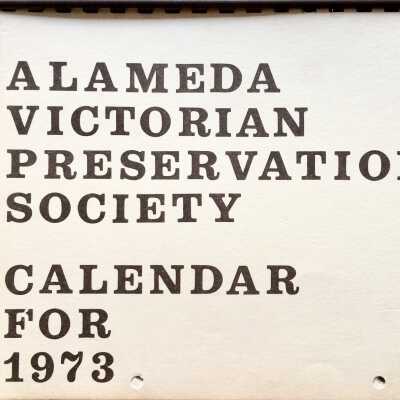 ALAMEDA
VICTORIAN
PRESERVATIO
SOCIETY
CALENDAR
FOR
1973